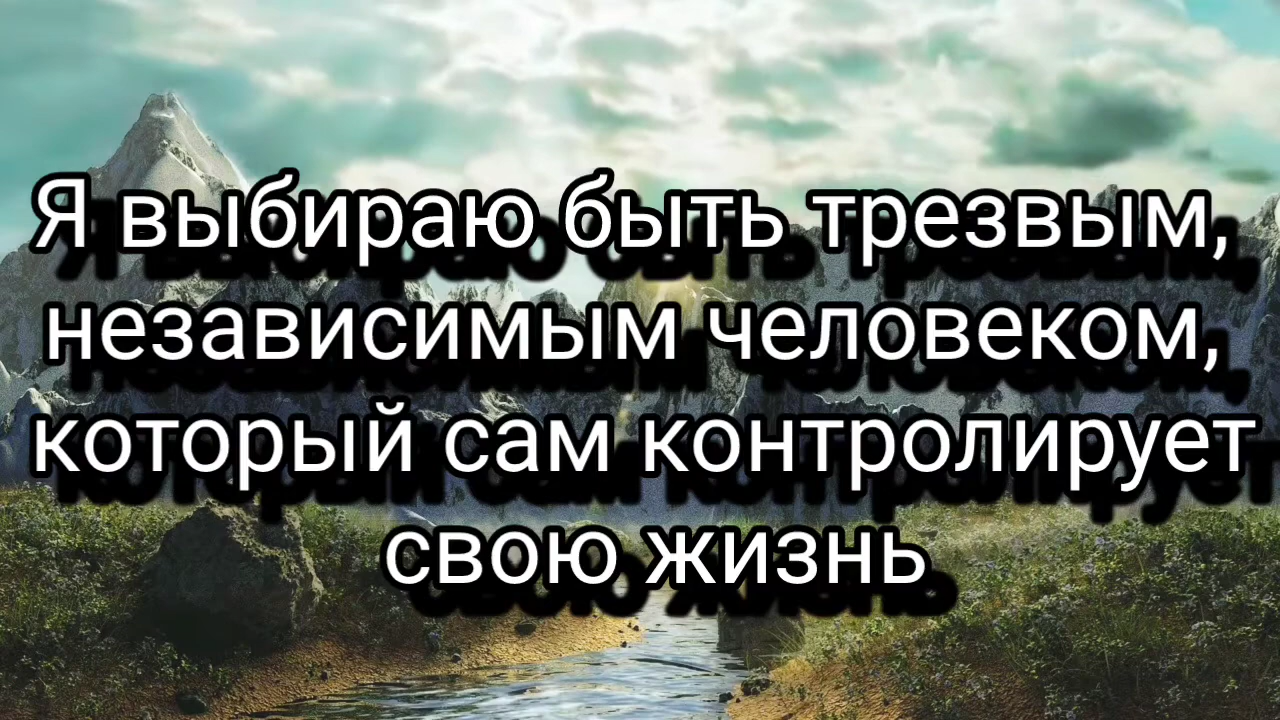 Я выбираю быть трезвым,
независимым человеком,
который сам контролирует
свою жизнь